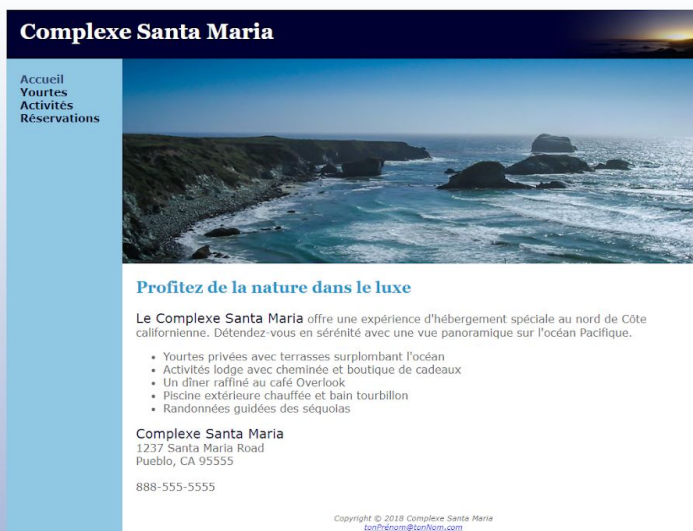 Complexe Santa Maria
Accueil
Yourtes
Activités
Réservations
Profitez de la nature dans le luxe
Le Complexe Santa Maria offre une expérience d'hébergement spéciale au nord de Côte
californienne. Détendez-vous en sérénité avec une vue panoramique sur l'océan Pacifique.
• Yourtes privées avec terrasses surplombant l'océan
• Activités lodge avec cheminée et boutique de cadeaux
• Un dîner raffiné au café Overlook
• Piscine extérieure chauffée et bain tourbillon
• Randonnées guidées des séquoias
Complexe Santa Maria
1237 Santa Maria Road
Pueblo, CA 95555
888-555-5555
Copyright © 2018 Complexe Santa Maria
tonPrénom@tonNom.com